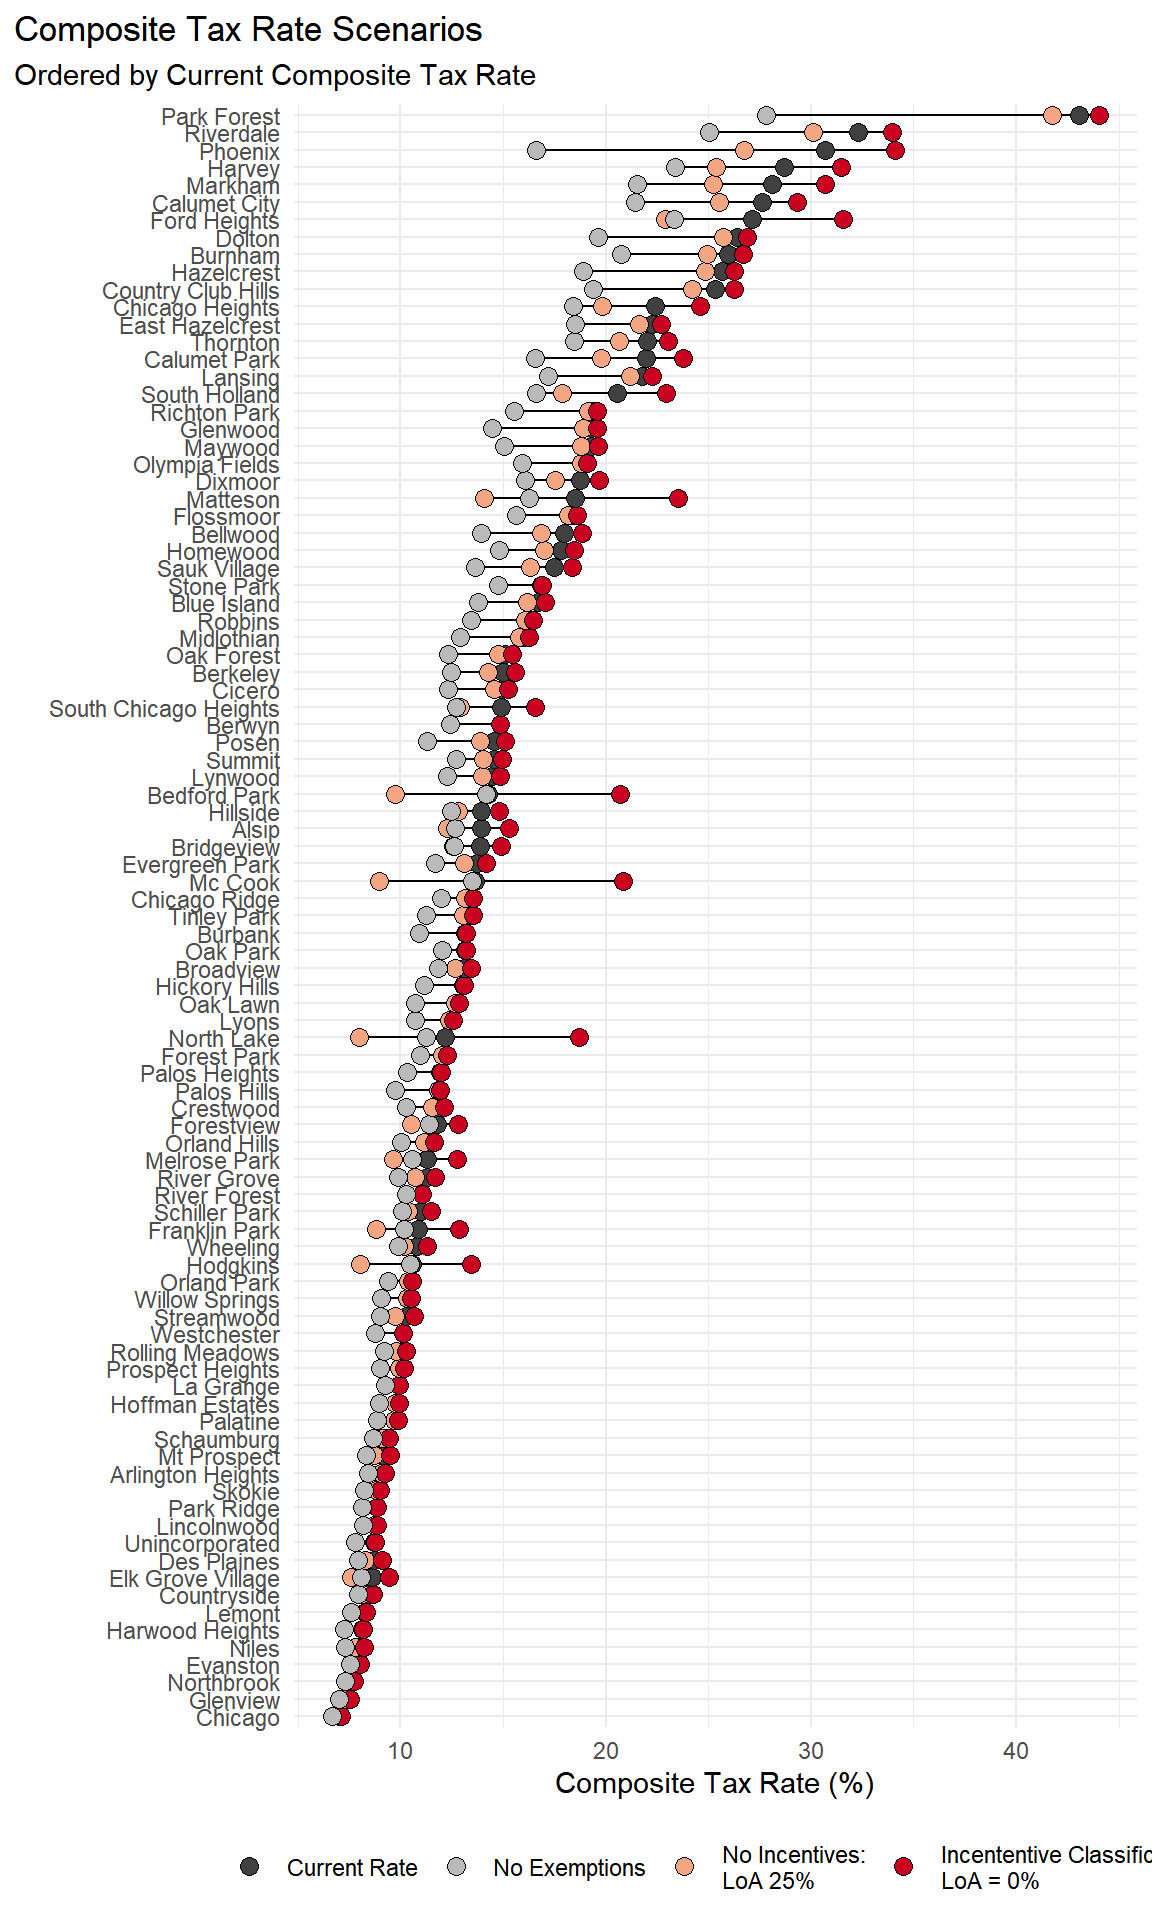 Composite Tax Rate Scenarios
Ordered by Current Composite Tax Rate
Park Forest
Riverdale
Phoenix
Harvey
Markham
Calumet City
Ford Heights
Dolton
Burnham
Hazelcrest
Country Club Hills
Chicago Heights
East Hazelcrest
Thornton
Calumet Park
Lansing
South Holland
Richton Park
Glenwood
Maywood
Olympia Fields
Dixmoor
Matteson
Flossmoor
Bellwood
Homewood
Sauk Village
Stone Park
Blue Island
Robbins
Midlothian
Oak Forest
Berkeley
Cicero
South Chicago Heights
Berwyn
Posen
Summit
Lynwood
Bedford Park
Hillside
Alsip
Bridgeview
Evergreen Park
Mc Cook
Chicago Ridge
Tinley Park
Burbank
Oak Park
Broadview
Hickory Hills
Oak Lawn
Lyons
North Lake
Forest Park
Palos Heights
Palos Hills
Crestwood
Forestview
Orland Hills
Melrose Park
River Grove
River Forest
Schiller Park
Franklin Park
Wheeling
Hodgkins
Orland Park
Willow Springs
Streamwood
Westchester
Rolling Meadows
Prospect Heights
La Grange
Hoffman Estates
Palatine
Schaumburg
Mt Prospect
Arlington Heights
Skokie
Park Ridge
Lincolnwood
Unincorporated
Des Plaines
Elk Grove Village
Countryside
Lemont
Harwood Heights
Niles
Evanston
Northbrook
Glenview
Chicago
10 20 30 40
Composite Tax Rate (%)
Current Rate
No Exemptions
No Incentives:
LoA 25%
Incententive Classific
LoA = 0%